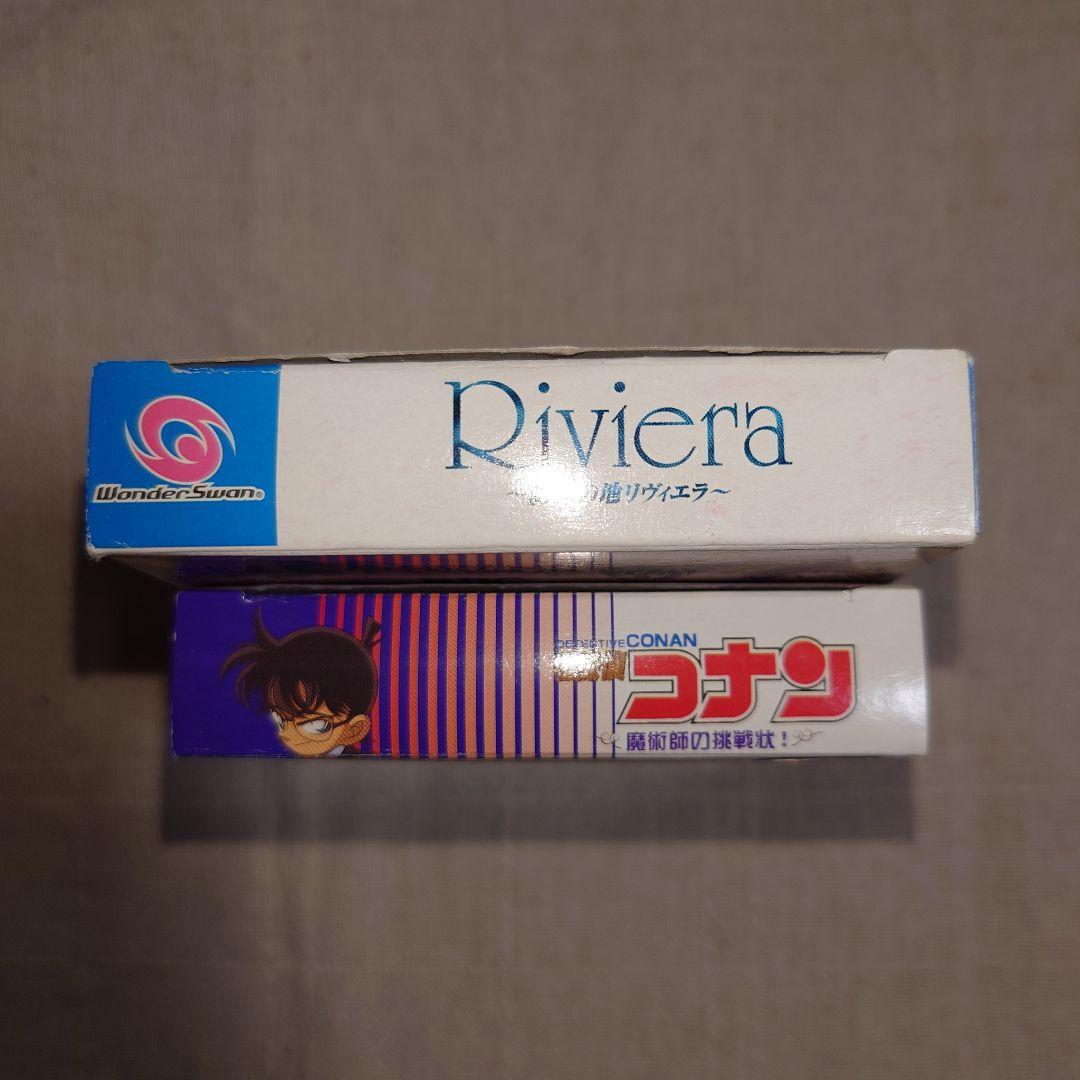 WonderSwan®
Riviera
の地リヴィエラ～
DETECTIVE CONAN
コナン
魔術師の挑戦状！